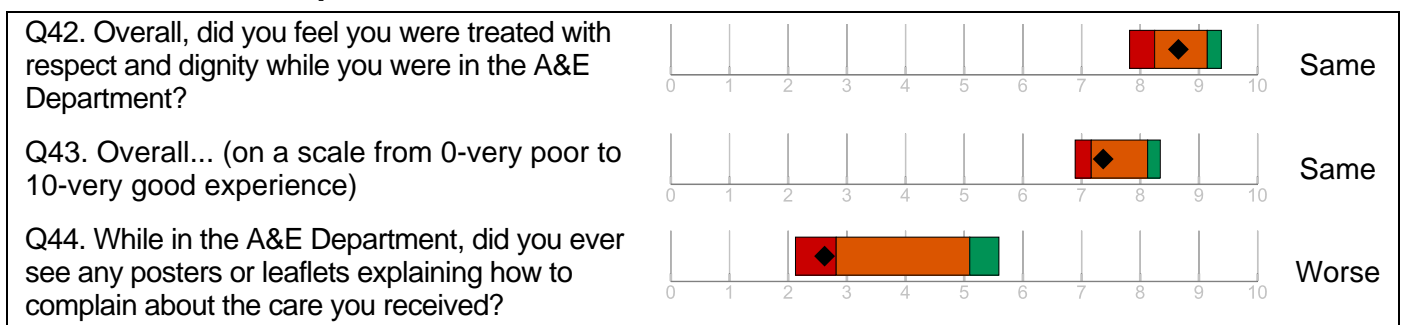 Q42. Overall, did you feel you were treated with
respect and dignity while you were in the A&E
Department?
0 1 2 3 4 5 6 7 8 9 10
Same
Q43. Overall... (on a scale from 0-very poor to
10-very good experience)
0 1 2 3 4 5 6 7 8 9 10
Same
Q44. While in the A&E Department, did you ever
see any posters or leaflets explaining how to
complain about the care you received?
0 1 2 3 4 5 6 7 8 9 10
Worse